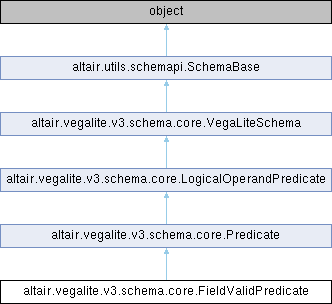 object
altair.utils.schemapi.SchemaBase
altair.vegalite.v3.schema.core.VegaLiteSchema
altair.vegalite.v3.schema.core.LogicalOperandPredicate
altair.vegalite.v3.schema.core.Predicate
altair.vegalite.v3.schema.core.FieldValidPredicate